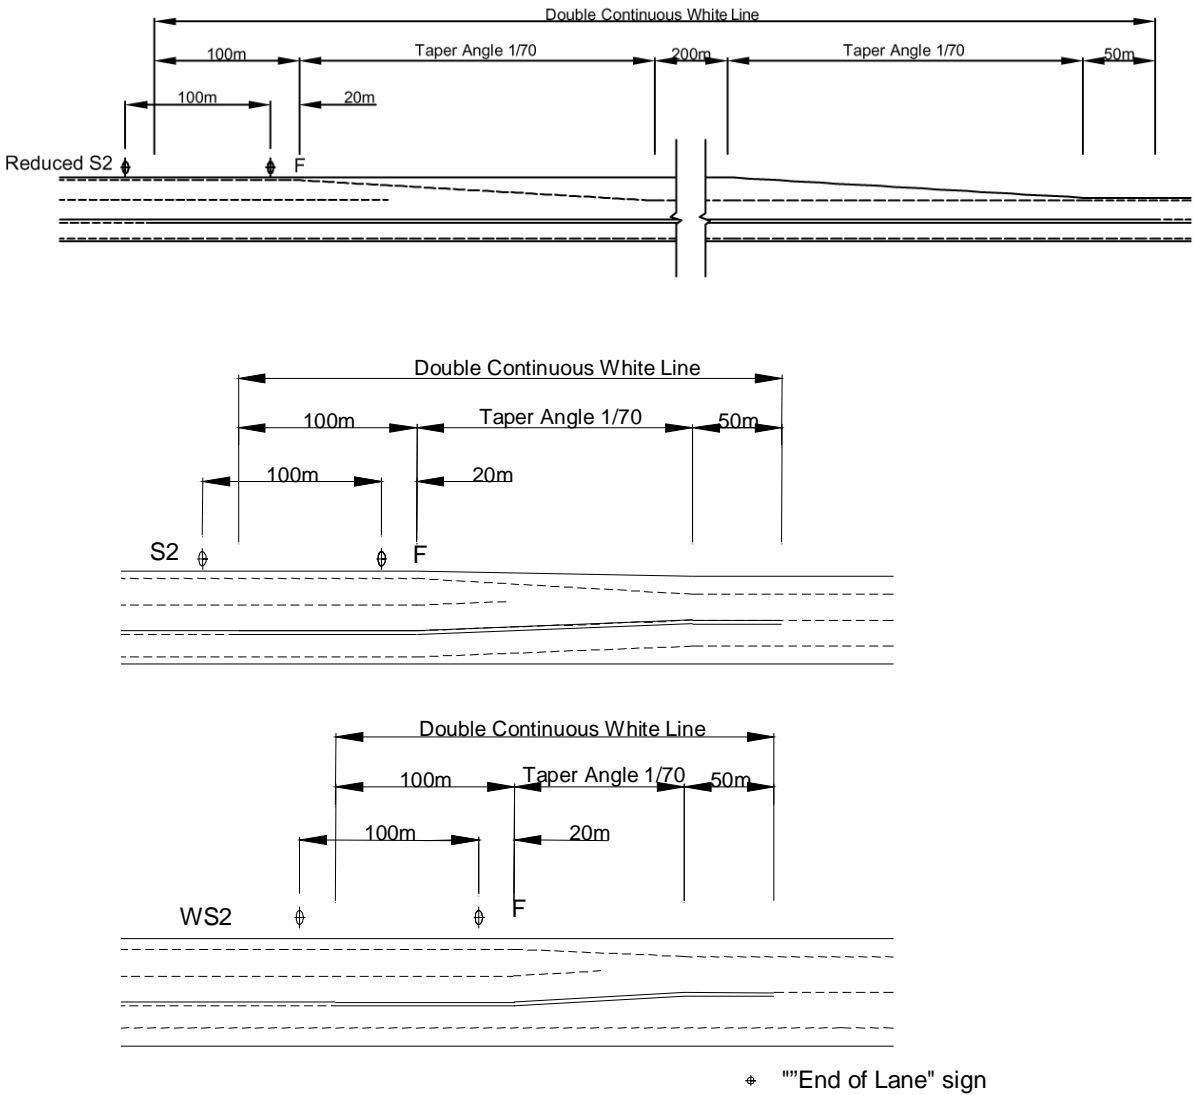 Double Continuous White Line
100m
Taper Angle 1/70
200m
Taper Angle 1/70
50m
100m
20m
Reduced S2
F
Double Continuous White Line
100m
Taper Angle 1/70
50m
100m
20m
S2
F
Double Continuous White Line
100m
Taper Angle 1/70
50m
100m
20m
WS2
F
""End of Lane" sign